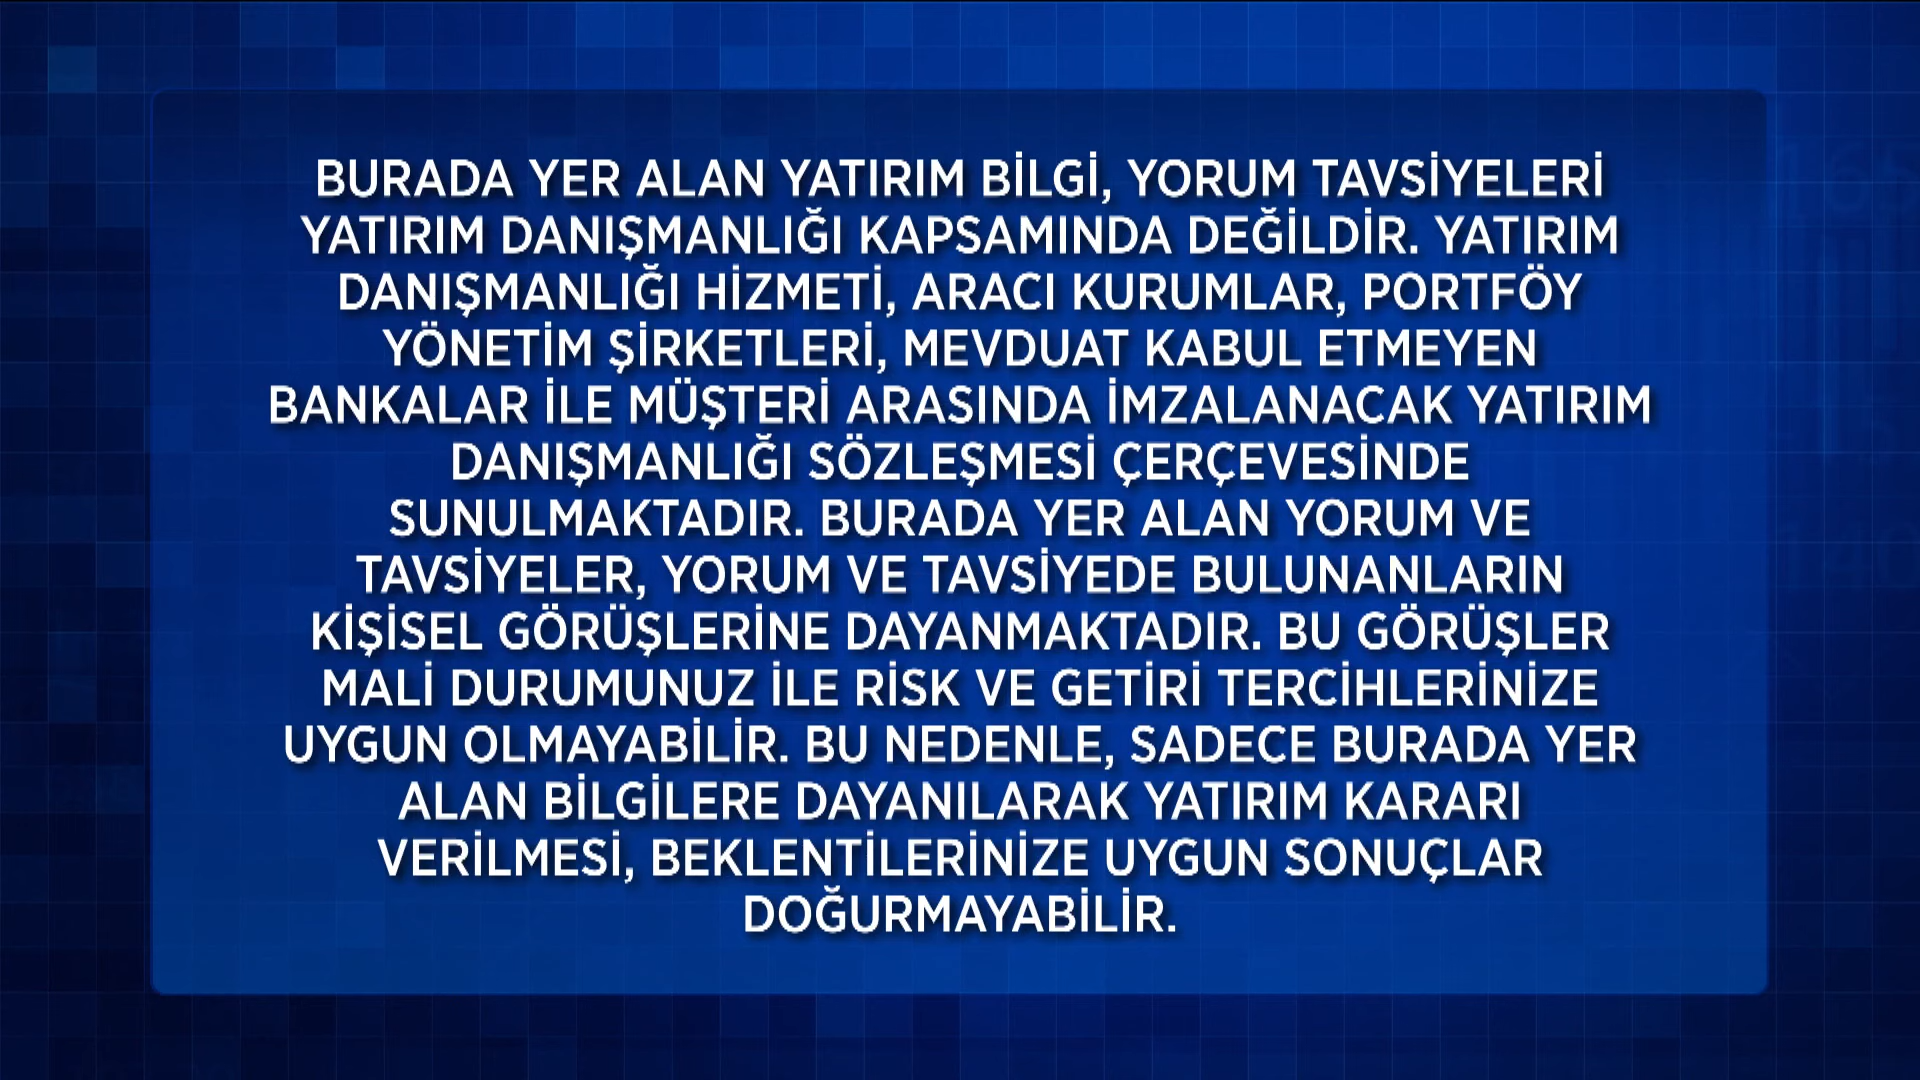 BURADA YER ALAN YATIRIM BİLGİ, YORUM TAVSİYELERİ
YATIRIM DANIŞMANLIĞI KAPSAMINDA DEĞİLDİR. YATIRIM
DANIŞMANLIĞI HİZMETİ, ARACI KURUMLAR, PORTFÖY
YÖNETİM ŞİRKETLERİ, MEVDUAT KABUL ETMEYEN
BANKALAR İLE MÜŞTERİ ARASINDA İMZALANACAK YATIRIM
DANIŞMANLIĞI SÖZLEŞMESİ ÇERÇEVESİNDE
SUNULMAKTADIR. BURADA YER ALAN YORUM VE
TAVSİYELER, YORUM VE TAVSİYEDE BULUNANLARIN
KİŞİSEL GÖRÜŞLERİNE DAYANMAKTADIR. BU GÖRÜŞLER
MALİ DURUMUNUZ İLE RİSK VE GETİRİ TERCİHLERİNİZE
UYGUN OLMAYABİLİR. BU NEDENLE, SADECE BURADA YER
ALAN BİLGİLERE DAYANILARAK YATIRIM KARARI
VERİLMESİ, BEKLENTİLERİNİZE UYGUN SONUÇLAR
DOĞURMAYABİLİR.